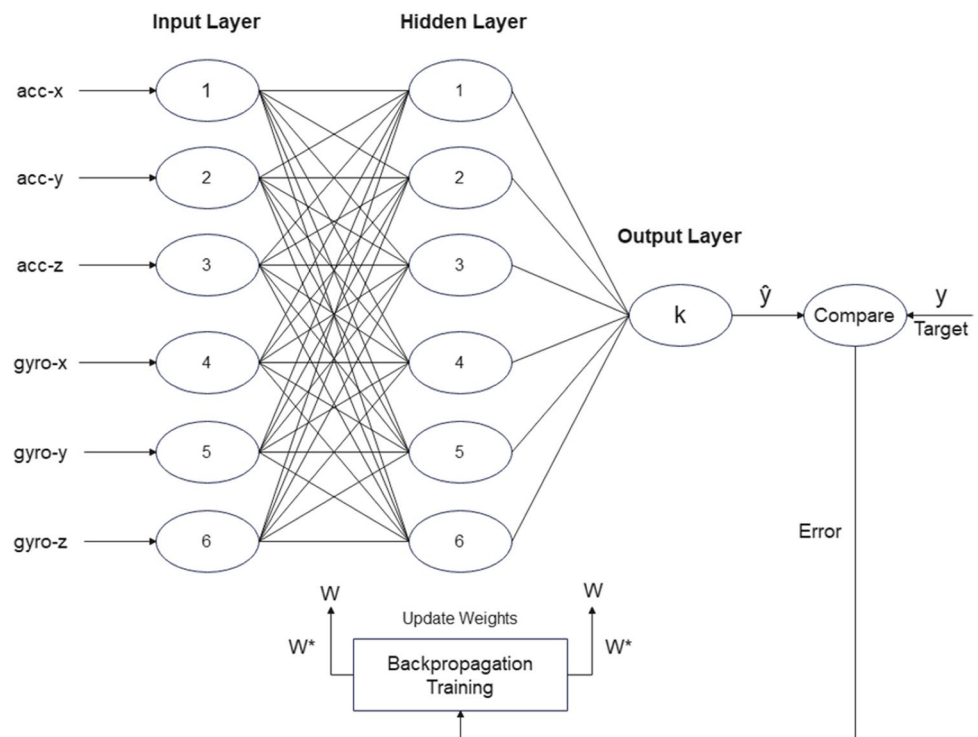 Input Layer
Hidden Layer
acc-x
1
1
acc-y
2
2
acc-z
3
3
gyro-x
4
4
gyro-y
5
5
gyro-z
6
6
Output Layer
k
ŷ
Compare
y
Target
Error
W
W*
Update Weights
W
W*
Backpropagation
Training